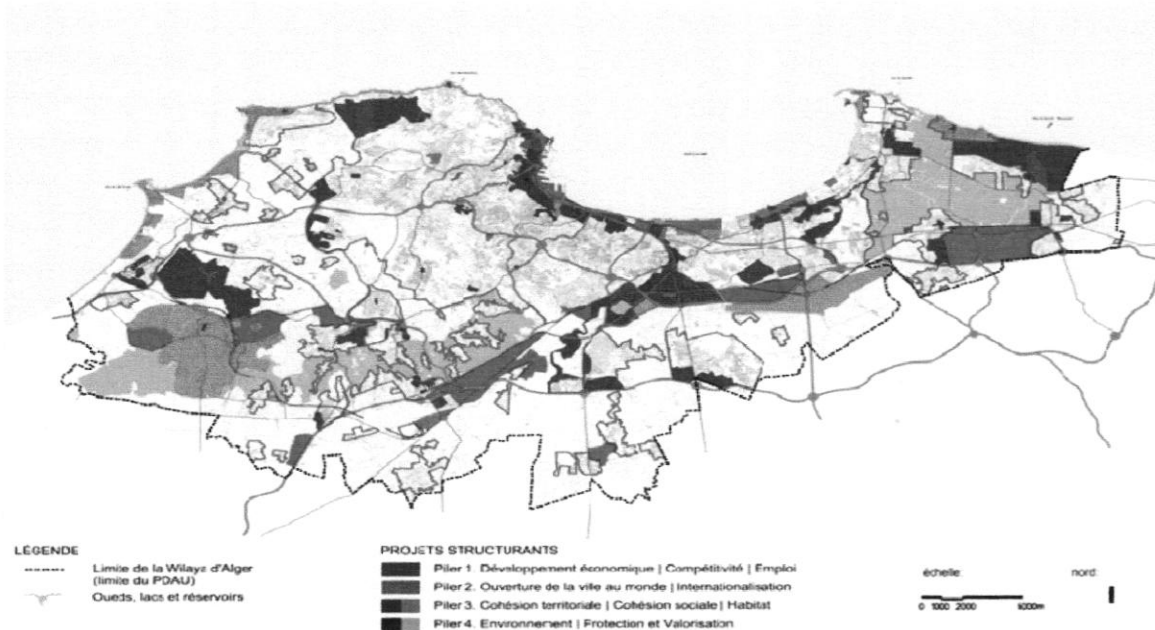 LÉGENDE
Limite de la Wilaya d'Alger
(limite du PDAU)
Oueds, lacs et réservoirs
PROJETS STRUCTURANTS
Pilier 1. Développement économique | Compétitivité | Emploi
Pilier 2. Ouverture de la ville au monde | Internationalisation
Pilier 3. Cohésion territoriale | Cohésion sociale | Habitat
Pilier 4. Environnement | Protection et Valorisation
échelle:
0 1000 2000 5000m
nord: